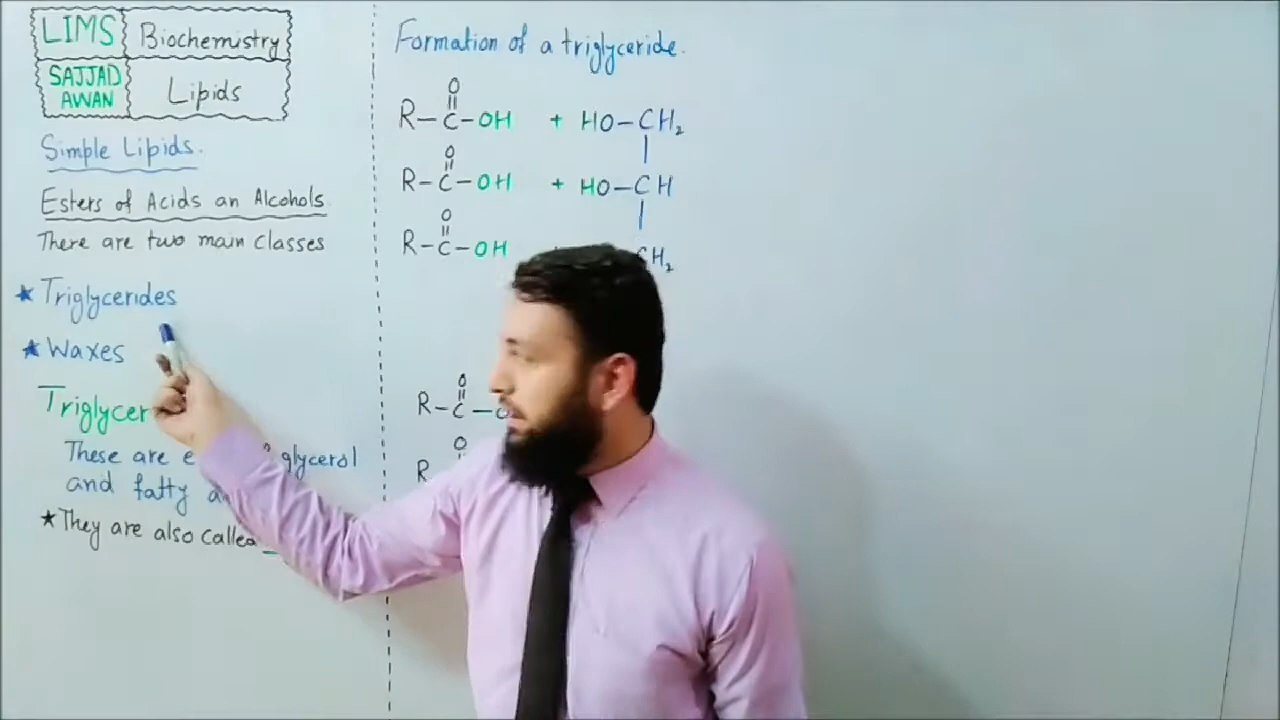 LIMS Biochemistry
SAJJAD AWAN Lipids
Simple Lipids.
Esters of Acids an Alcohols
There are two main classes
★ Triglycerides
★ Waxes
Triglycer
These are e glycerol
and fatty a
★ They are also called
Formation of a triglyceride.
O
||
R-C-OH + HO-CH2
|
O
||
R-C-OH + HO-CH
|
O
||
R-C-OH CH2
O
||
R-C-O
O
R